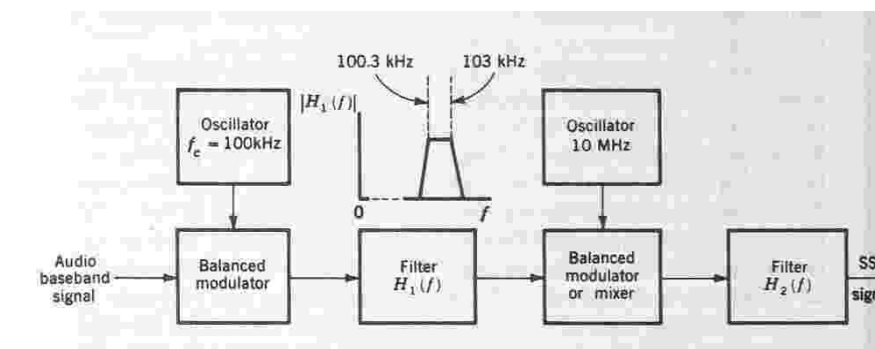 100.3 kHz
103 kHz
|H₁ (f)|
Oscillator
f_c = 100kHz
Oscillator
10 MHz
0
f
Audio
baseband
signal
Balanced
modulator
Filter
H₁ (f)
Balanced
modulator
or mixer
Filter
H₂ (f)
SS
sig